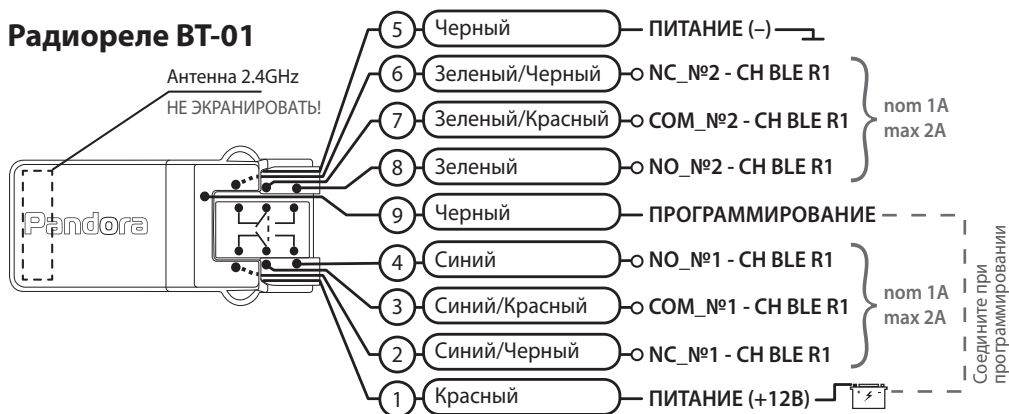 Радиореле BT-01
Антенна 2.4GHz
НЕ ЭКРАНИРОВАТЬ!
Pandora
5 Черный ПИТАНИЕ (–)
6 Зеленый/Черный NC_№2 - CH BLE R1
7 Зеленый/Красный COM_№2 - CH BLE R1
8 Зеленый NO_№2 - CH BLE R1
nom 1A
max 2A
9 Черный ПРОГРАММИРОВАНИЕ
4 Синий NO_№1 - CH BLE R1
3 Синий/Красный COM_№1 - CH BLE R1
2 Синий/Черный NC_№1 - CH BLE R1
nom 1A
max 2A
1 Красный ПИТАНИЕ (+12В)
Соедините при
программировании